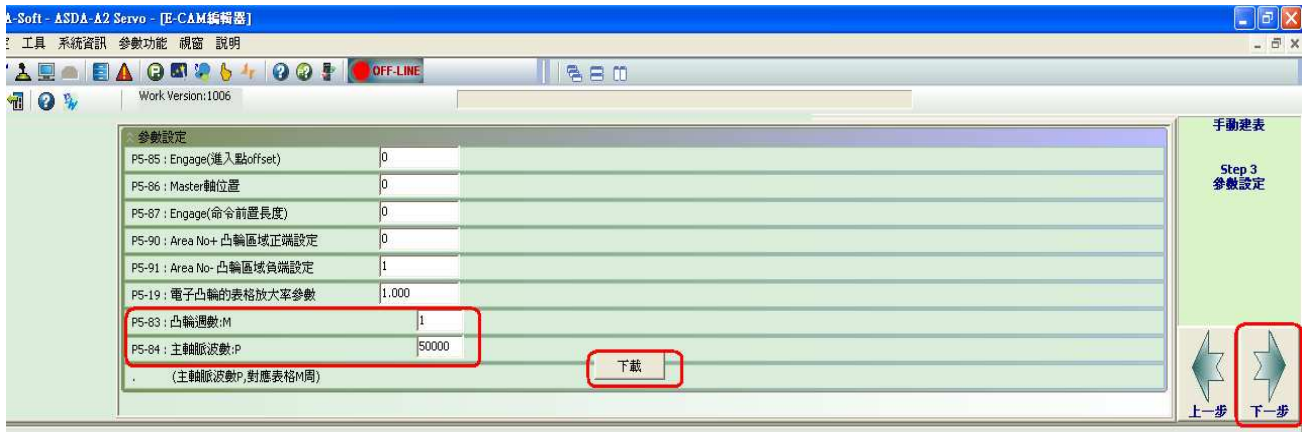 A-Soft - ASDA-A2 Servo - [E-CAM編輯器]
工具 系統資訊 參數功能 視窗 說明
OFF-LINE
Work Version:1006
參數設定
P5-85 : Engage(進入點offset) 0
P5-86 : Master軸位置 0
P5-87 : Engage(命令前置長度) 0
P5-90 : Area No+ 凸輪區域正端設定 0
P5-91 : Area No- 凸輪區域負端設定 1
P5-19 : 電子凸輪的表格放大率參數 1.000
P5-83 : 凸輪週數:M 1
P5-84 : 主軸脈波數:P 50000
. (主軸脈波數P,對應表格M周)
下載
手動建表
Step 3
參數設定
上一步 下一步